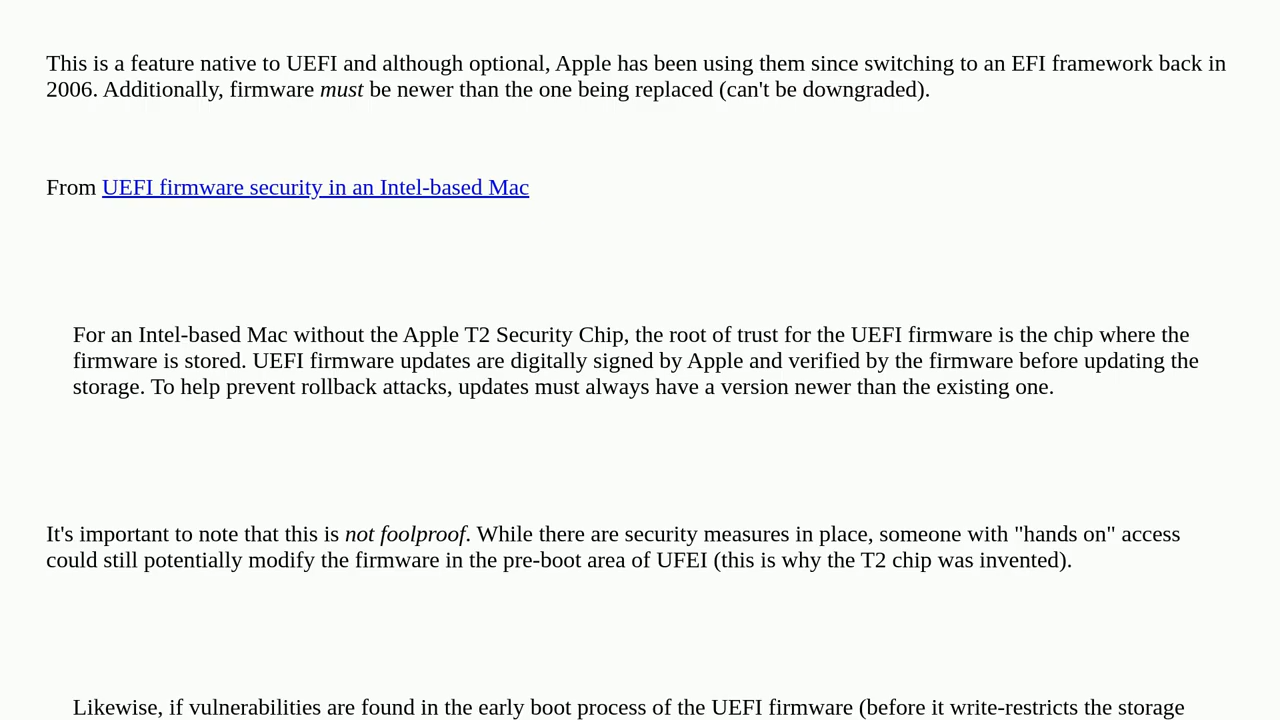 This is a feature native to UEFI and although optional, Apple has been using them since switching to an EFI framework back in
2006. Additionally, firmware must be newer than the one being replaced (can't be downgraded).
From UEFI firmware security in an Intel-based Mac
For an Intel-based Mac without the Apple T2 Security Chip, the root of trust for the UEFI firmware is the chip where the
firmware is stored. UEFI firmware updates are digitally signed by Apple and verified by the firmware before updating the
storage. To help prevent rollback attacks, updates must always have a version newer than the existing one.
It's important to note that this is not foolproof. While there are security measures in place, someone with "hands on" access
could still potentially modify the firmware in the pre-boot area of UFEI (this is why the T2 chip was invented).
Likewise, if vulnerabilities are found in the early boot process of the UEFI firmware (before it write-restricts the storage